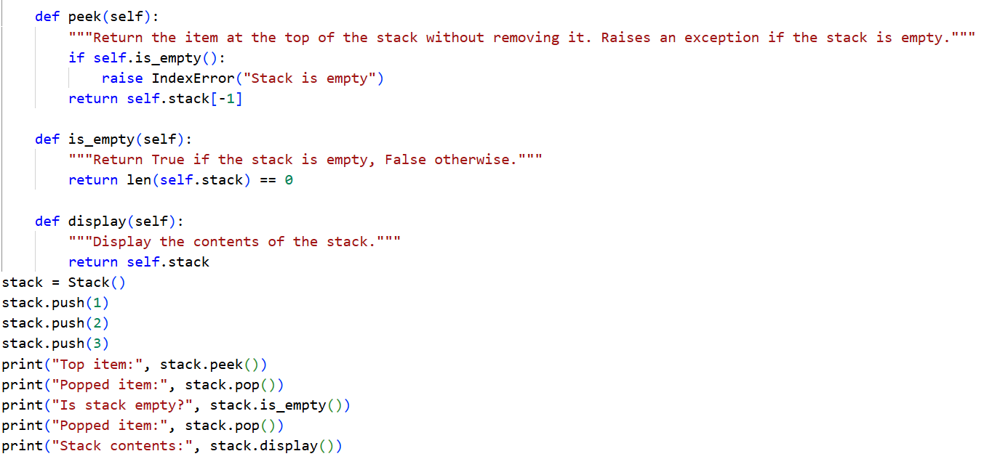 def peek(self):
"""Return the item at the top of the stack without removing it. Raises an exception if the stack is empty."""
if self.is_empty():
raise IndexError("Stack is empty")
return self.stack[-1]
def is_empty(self):
"""Return True if the stack is empty, False otherwise."""
return len(self.stack) == 0
def display(self):
"""Display the contents of the stack."""
return self.stack
stack = Stack()
stack.push(1)
stack.push(2)
stack.push(3)
print("Top item:", stack.peek())
print("Popped item:", stack.pop())
print("Is stack empty?", stack.is_empty())
print("Popped item:", stack.pop())
print("Stack contents:", stack.display())